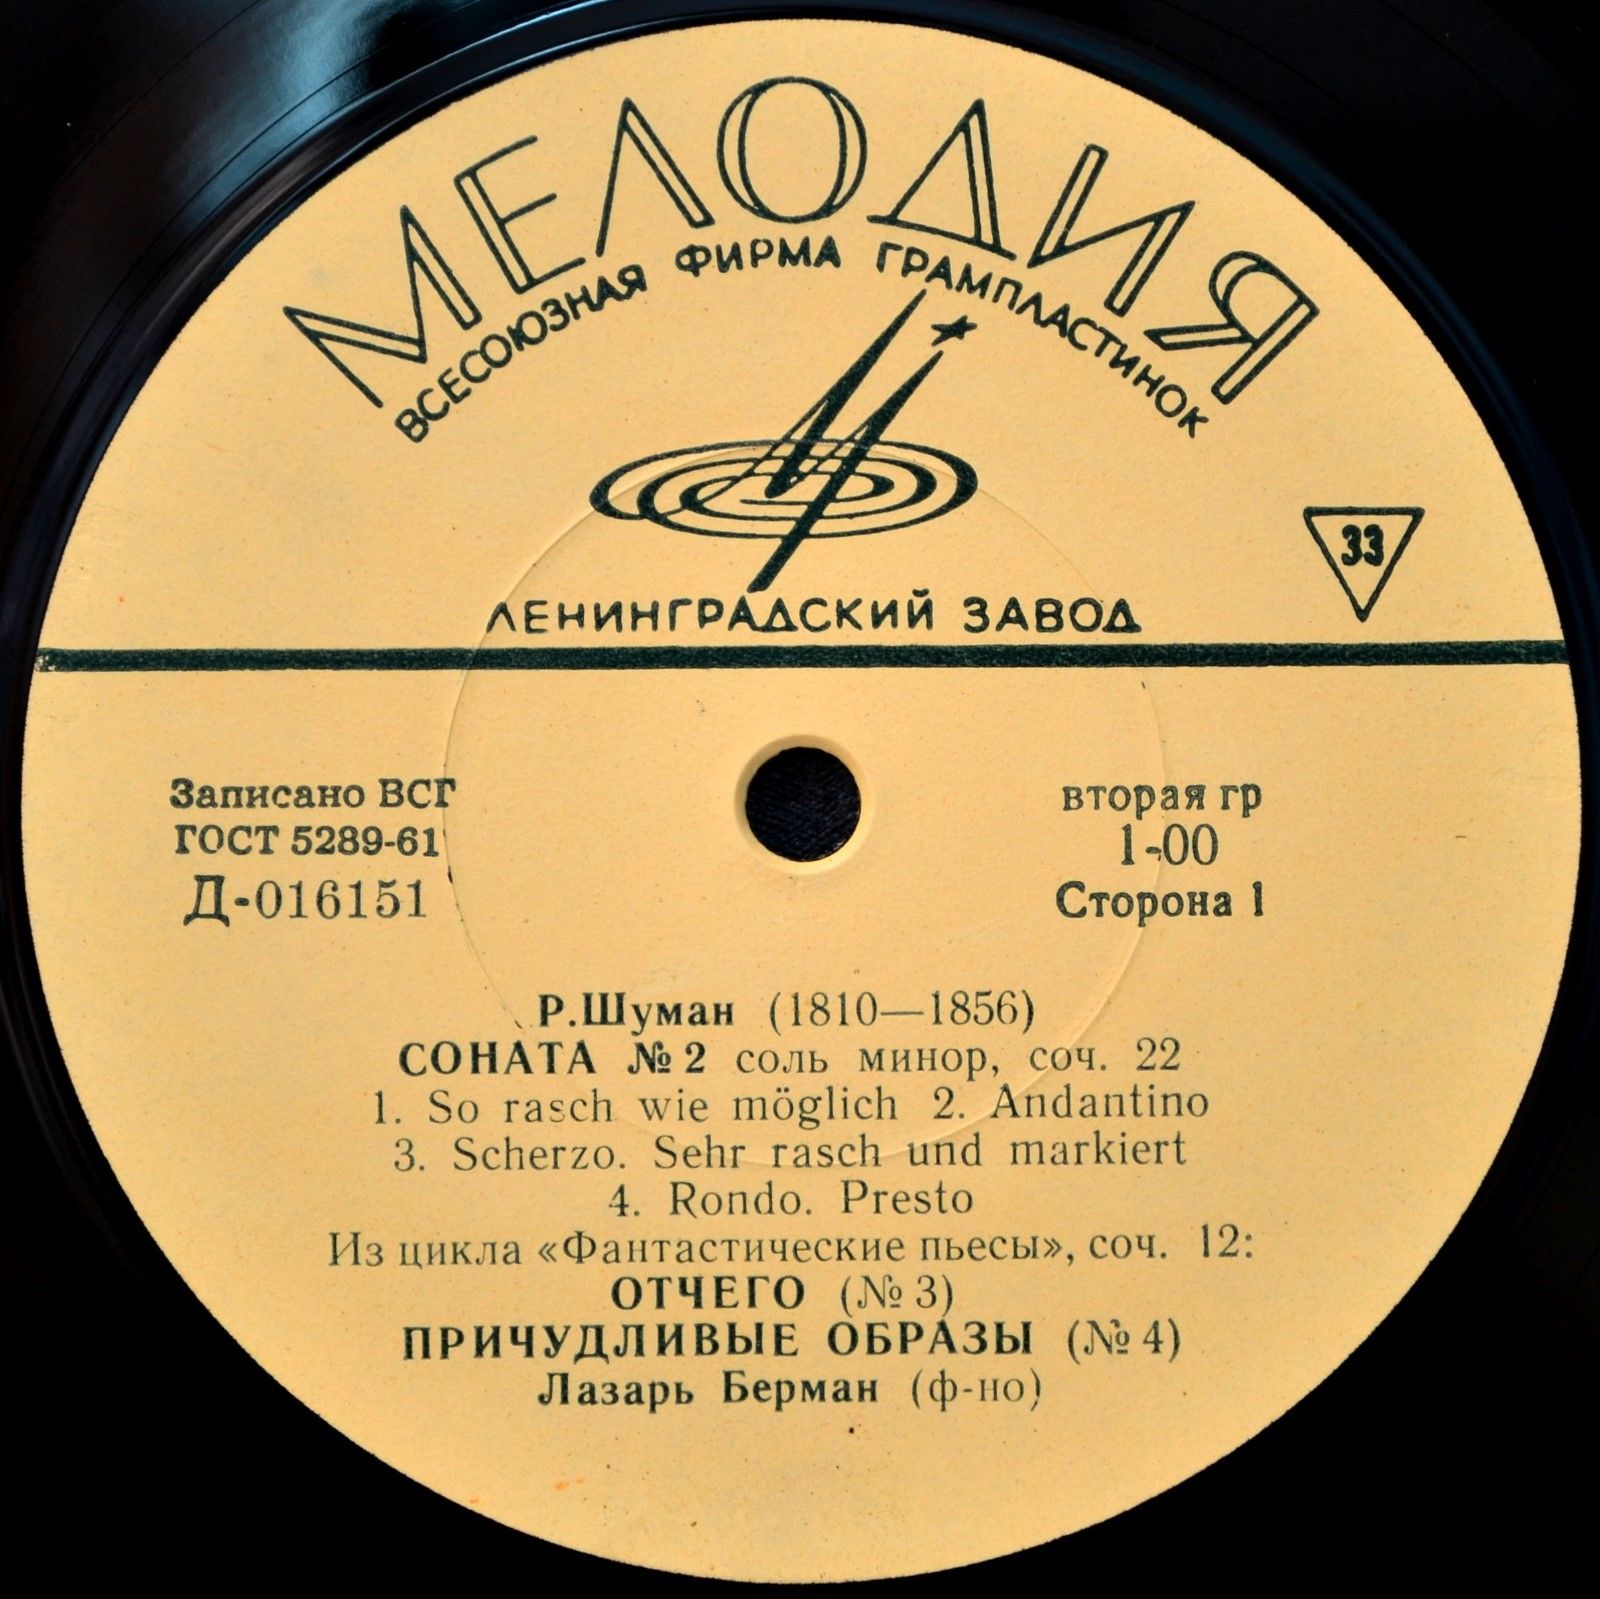 МЕЛОДИЯ
ВСЕСОЮЗНАЯ ФИРМА ГРАМПЛАСТИНОК
33
ЛЕНИНГРАДСКИЙ ЗАВОД
Записано ВСГ
ГОСТ 5289-61
Д-016151
вторая гр
1-00
Сторона 1
Р.Шуман (1810—1856)
СОНАТА № 2 соль минор, соч. 22
1. So rasch wie möglich 2. Andantino
3. Scherzo. Sehr rasch und markiert
4. Rondo. Presto
Из цикла «Фантастические пьесы», соч. 12:
ОТЧЕГО (№ 3)
ПРИЧУДЛИВЫЕ ОБРАЗЫ (№ 4)
Лазарь Берман (ф-но)